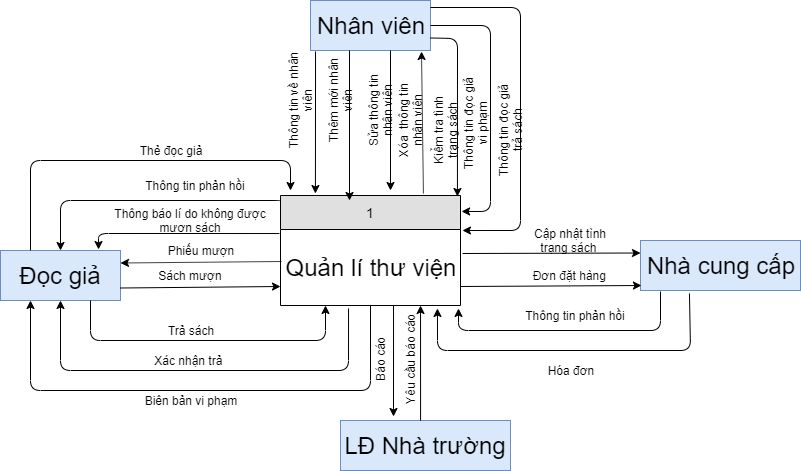 Nhân viên
Thông tin về nhân
viên
Thêm mới nhân
viên
Sửa thông tin
nhân viên
Xóa thông tin
nhân viên
Kiểm tra tình
trạng sách
Thông tin đọc giả
vi phạm
Thông tin đọc giả
trả sách
Thẻ đọc giả
Thông tin phản hồi
Thông báo lí do không được
mượn sách
Phiếu mượn
Sách mượn
Đọc giả
1
Quản lí thư viện
Cập nhật tình
trạng sách
Đơn đặt hàng
Nhà cung cấp
Thông tin phản hồi
Hóa đơn
Trả sách
Xác nhận trả
Biên bản vi phạm
Báo cáo
Yêu cầu báo cáo
LĐ Nhà trường